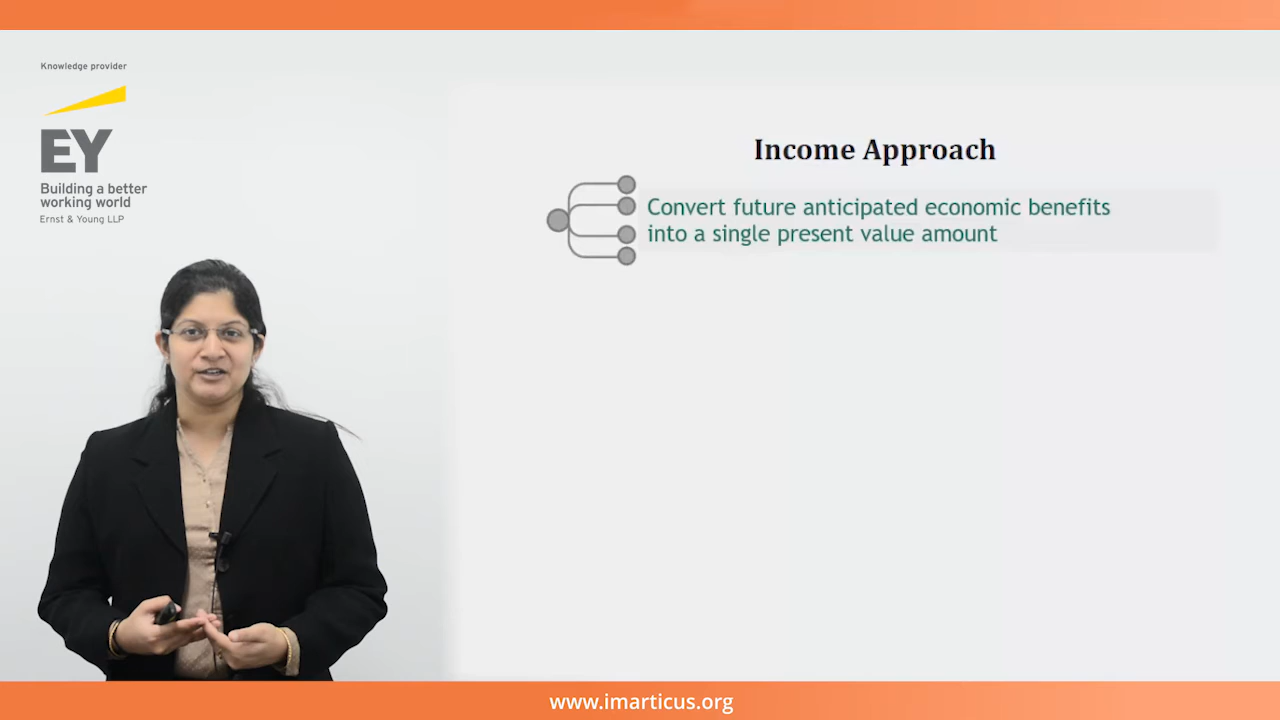 Knowledge provider
EY
Building a better
working world
Ernst & Young LLP
Income Approach
Convert future anticipated economic benefits
into a single present value amount
www.imarticus.org